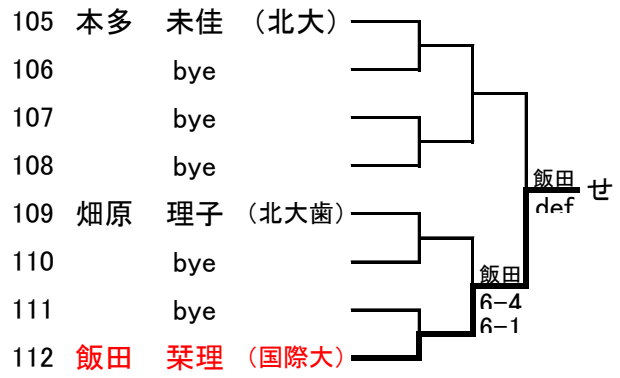 105 本多 未佳 (北大)
106 bye
107 bye
108 bye
飯田
def
せ
109 畑原 理子 (北大歯)
110 bye
飯田
6-4
6-1
111 bye
112 飯田 栞理 (国際大)